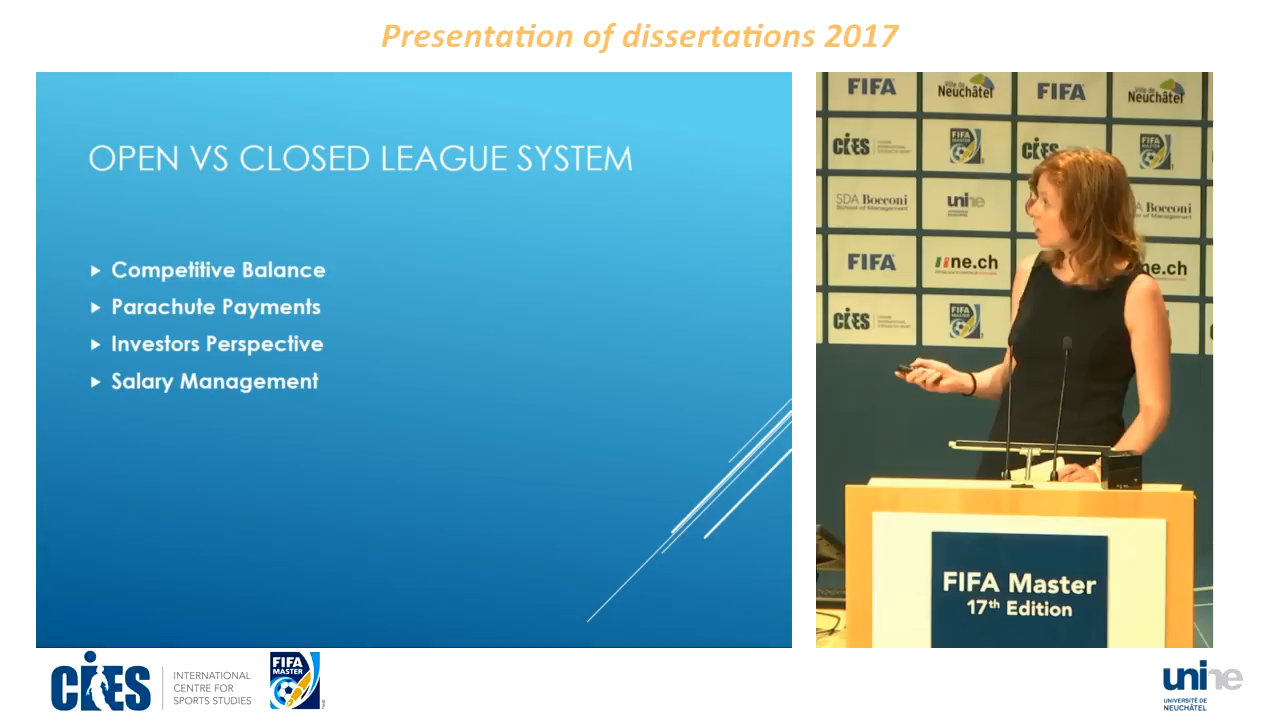 Presentation of dissertations 2017
OPEN VS CLOSED LEAGUE SYSTEM
Competitive Balance
Parachute Payments
Investors Perspective
Salary Management
FIFA
Ville de
Neuchâtel
FIFA
Ville de
Neuchâtel
CIES
FIFA
MASTER
CIES
FIFA
MASTER
SDA Bocconi
School of Management
unine
Bocconi
of Management
FIFA
ne.ch
ne.ch
CIES
FIFA
MASTER
FIFA Master
17th Edition
CIES
INTERNATIONAL
CENTRE FOR
SPORTS STUDIES
FIFA
MASTER
unine
UNIVERSITÉ DE
NEUCHÂTEL